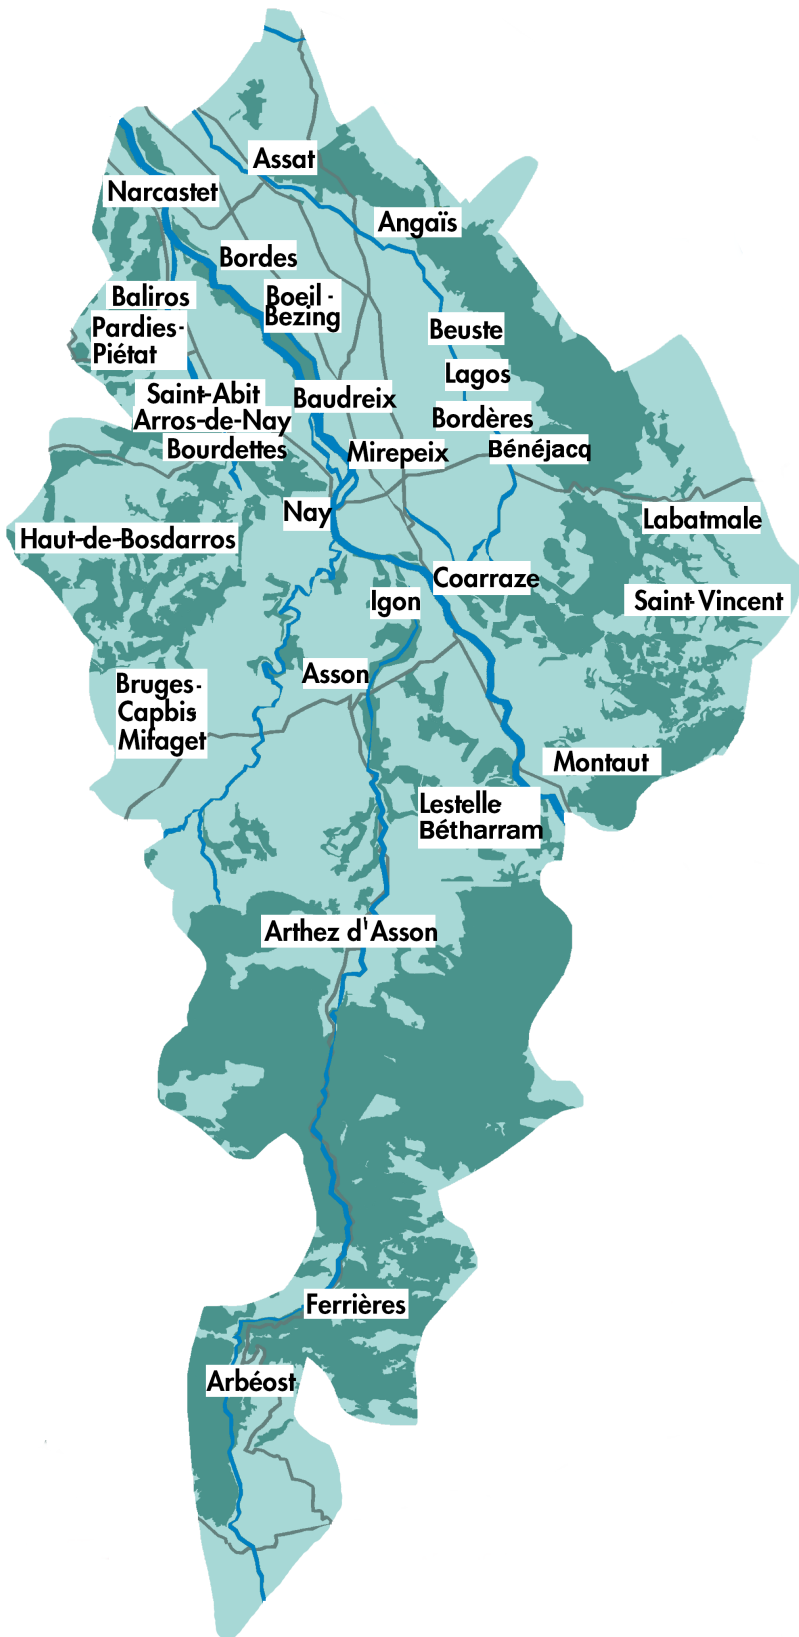 Assat
Narcastet
Angaïs
Bordes
Baliros
Boeil-
Bezing
Pardies-
Piétat
Beuste
Lagos
Saint-Abit
Baudreix
Arros-de-Nay
Bordères
Bourdettes
Mirepeix
Bénéjacq
Nay
Labatmale
Haut-de-Bosdarros
Coarraze
Igon
Saint-Vincent
Asson
Bruges-
Capbis
Mifaget
Montaut
Lestelle
Bétharram
Arthez d'Asson
Ferrières
Arbéost